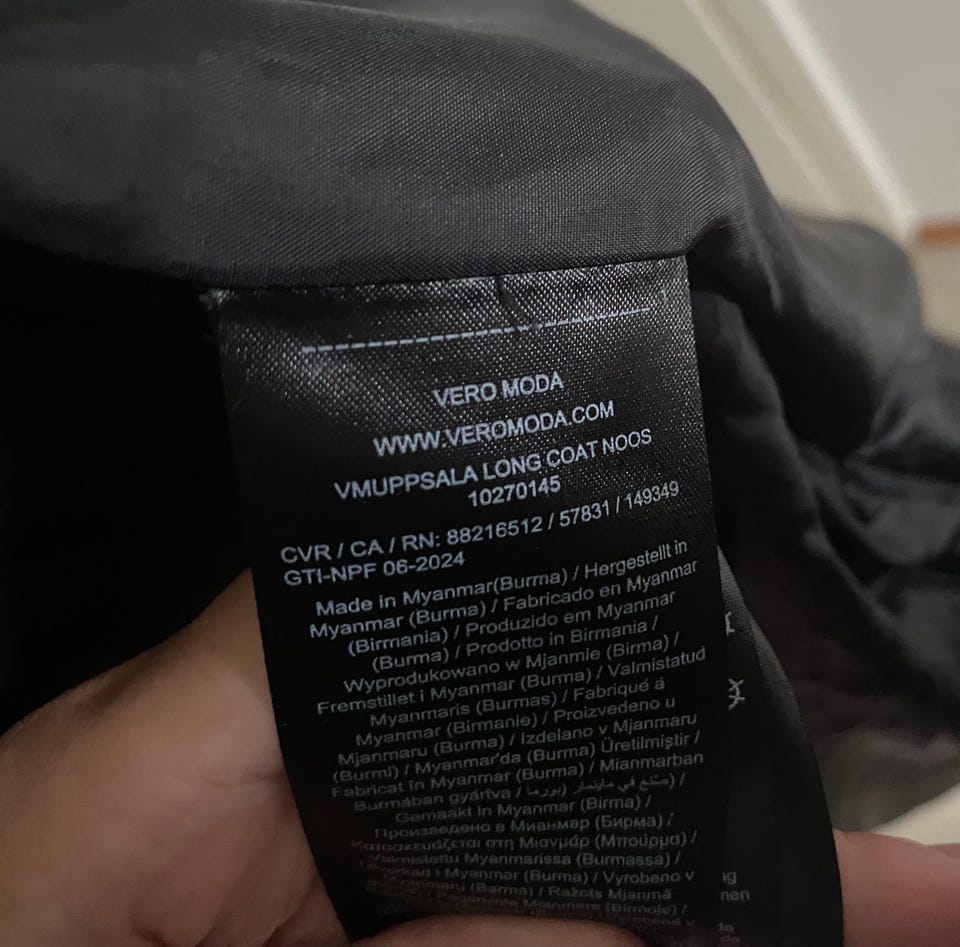 VERO MODA
WWW.VEROMODA.COM
VMUPPSALA LONG COAT NOOS
10270145
CVR / CA / RN: 88216512 / 57831 / 149349
GTI-NPF 06-2024
Made in Myanmar(Burma) / Hergestellt in
Myanmar (Burma) / Fabricado en Myanmar
(Birmania) / Produzido em Myanmar
(Burma) / Prodotto in Birmania /
Wyprodukowano w Mjanmie (Birma) /
Fremstillet i Myanmar (Burma) / Valmistatud
Myanmaris (Burmas) / Fabriqué à
Myanmar (Birmanie) / Proizvedeno u
Mjanmaru (Burma) / Izdelano v Mjanmaru
(Burmi) / Myanmar'da (Burma) Üretilmiştir /
Fabricat în Myanmar (Burma) / Mianmarban
Burmában gyártva / صُنْع في ماينمار (بورما) /
Gemaakt in Myanmar (Birma) /
Произведено в Мианмар (Бирма) /
Κατασκευάζεται στη Μιανμάρ (Μπούρμα) /
Valmistettu Myanmarissa (Burmassa) /
i Myanmar (Burma) / Vyrobeno v
(Barma) / Ražots Mjanmā
Mianmare (Birmoje) /